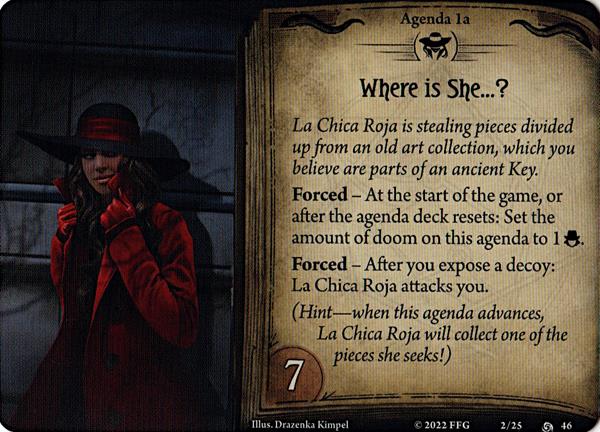 Agenda 1a
Where is She...?
La Chica Roja is stealing pieces divided
up from an old art collection, which you
believe are parts of an ancient Key.
Forced – At the start of the game, or
after the agenda deck resets: Set the
amount of doom on this agenda to 1.
Forced – After you expose a decoy:
La Chica Roja attacks you.
(Hint—when this agenda advances,
La Chica Roja will collect one of the
pieces she seeks!)
7
Illus. Drazenka Kimpel © 2022 FFG 2/25 46